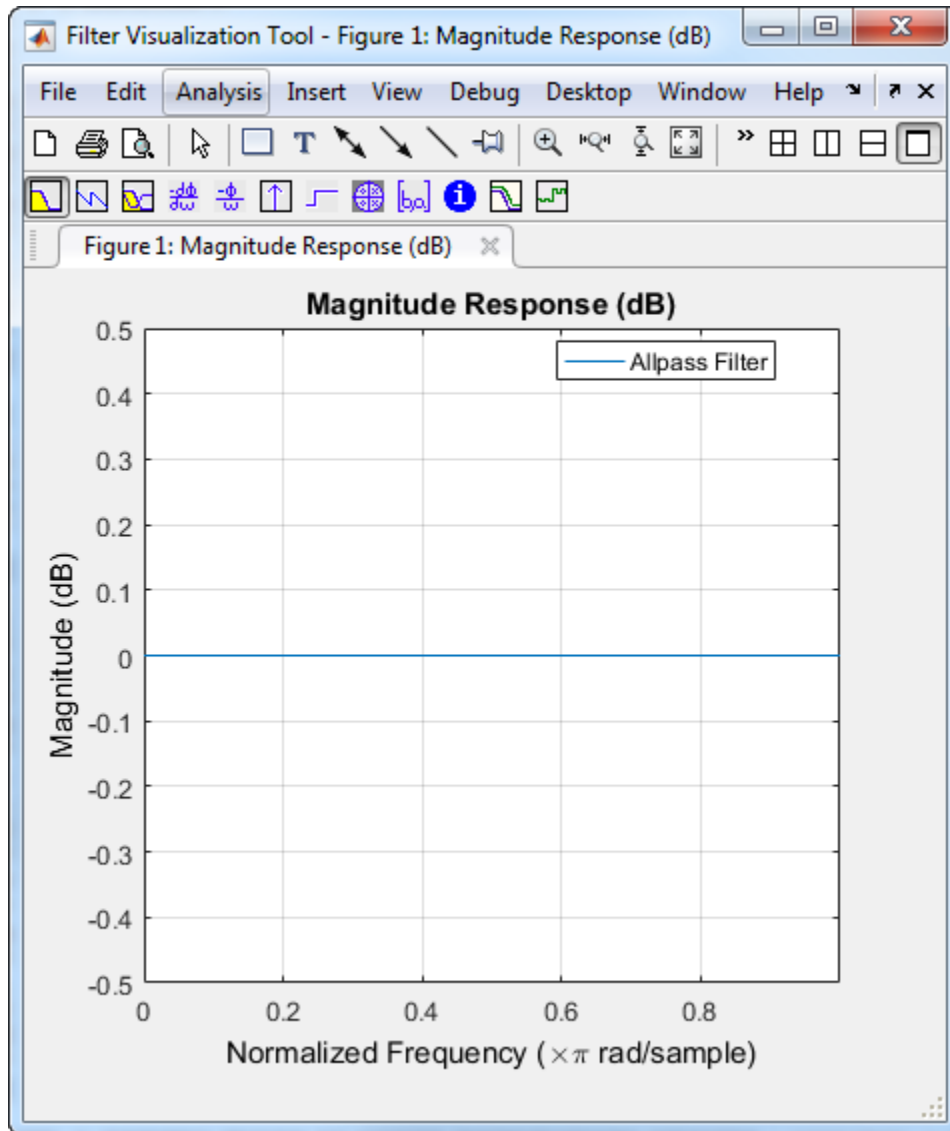 Filter Visualization Tool - Figure 1: Magnitude Response (dB)
File Edit Analysis Insert View Debug Desktop Window Help
Figure 1: Magnitude Response (dB)
Magnitude Response (dB)
Allpass Filter
0.5
0.4
0.3
0.2
0.1
0
-0.1
-0.2
-0.3
-0.4
-0.5
Magnitude (dB)
0 0.2 0.4 0.6 0.8
Normalized Frequency (×π rad/sample)